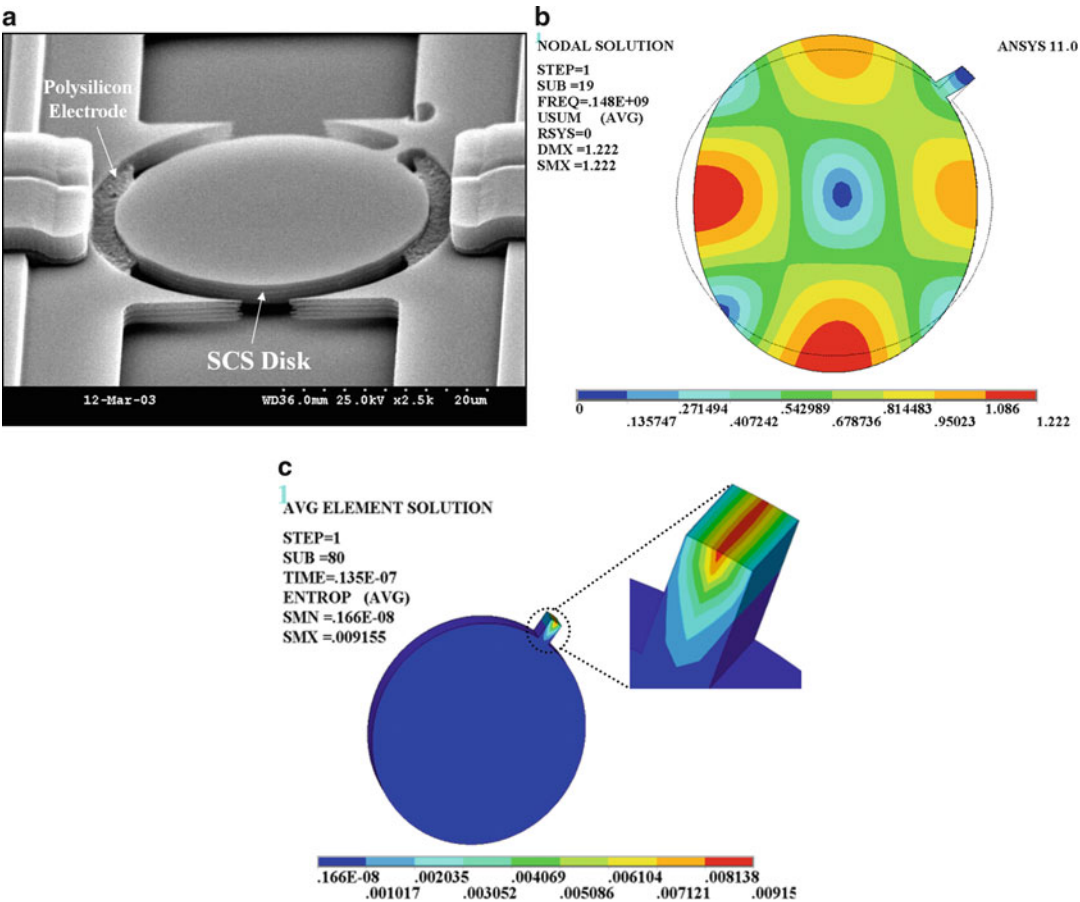 a
Polysilicon
Electrode
SCS Disk
12-Mar-03 WD36.0mm 25.0kV x2.5k 20um
b
1
NODAL SOLUTION
ANSYS 11.0
STEP=1
SUB =19
FREQ=.148E+09
USUM (AVG)
RSYS=0
DMX =1.222
SMX =1.222
0 .271494 .542989 .814483 1.086
.135747 .407242 .678736 .95023 1.222
c
1
AVG ELEMENT SOLUTION
STEP=1
SUB =80
TIME=.135E-07
ENTROP (AVG)
SMN =.166E-08
SMX =.009155
.166E-08 .002035 .004069 .006104 .008138
.001017 .003052 .005086 .007121 .00915